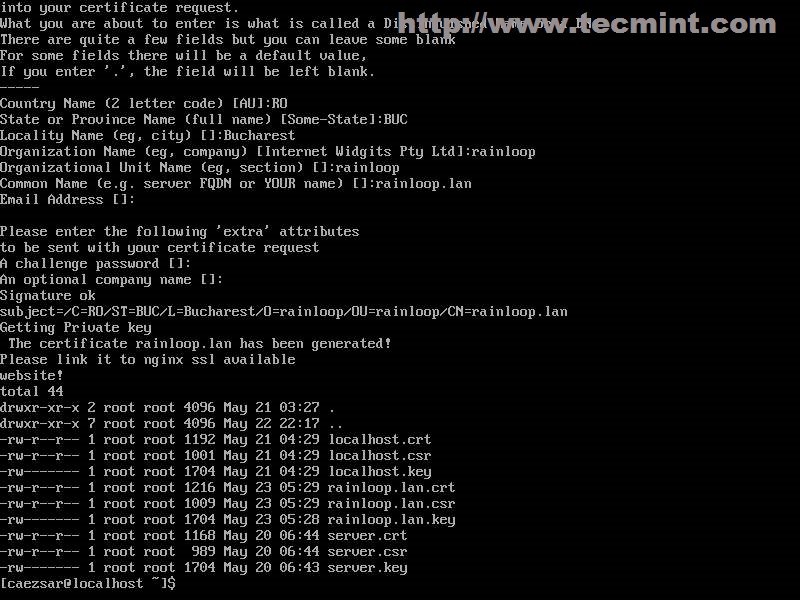 into your certificate request.
What you are about to enter is what is called a
http://www.tecmint.com
There are quite a few fields but you can leave some blank
For some fields there will be a default value,
If you enter '.', the field will be left blank.
-----
Country Name (2 letter code) [AU]:RO
State or Province Name (full name) [Some-State]:BUC
Locality Name (eg, city) []:Bucharest
Organization Name (eg, company) [Internet Widgits Pty Ltd]:rainloop
Organizational Unit Name (eg, section) []:rainloop
Common Name (e.g. server FQDN or YOUR name) []:rainloop.lan
Email Address []:
Please enter the following 'extra' attributes
to be sent with your certificate request
A challenge password []:
An optional company name []:
Signature ok
subject=/C=RO/ST=BUC/L=Bucharest/O=rainloop/OU=rainloop/CN=rainloop.lan
Getting Private key
The certificate rainloop.lan has been generated!
Please link it to nginx ssl available
website!
total 44
drwxr-xr-x 2 root root 4096 May 21 03:27 .
drwxr-xr-x 7 root root 4096 May 22 22:17 ..
-rw-r--r-- 1 root root 1192 May 21 04:29 localhost.crt
-rw-r--r-- 1 root root 1001 May 21 04:29 localhost.csr
-rw------- 1 root root 1704 May 21 04:29 localhost.key
-rw-r--r-- 1 root root 1216 May 23 05:29 rainloop.lan.crt
-rw-r--r-- 1 root root 1009 May 23 05:29 rainloop.lan.csr
-rw------- 1 root root 1704 May 23 05:28 rainloop.lan.key
-rw-r--r-- 1 root root 1168 May 20 06:44 server.crt
-rw-r--r-- 1 root root  989 May 20 06:44 server.csr
-rw------- 1 root root 1704 May 20 06:43 server.key
[caezsar@localhost ~]$